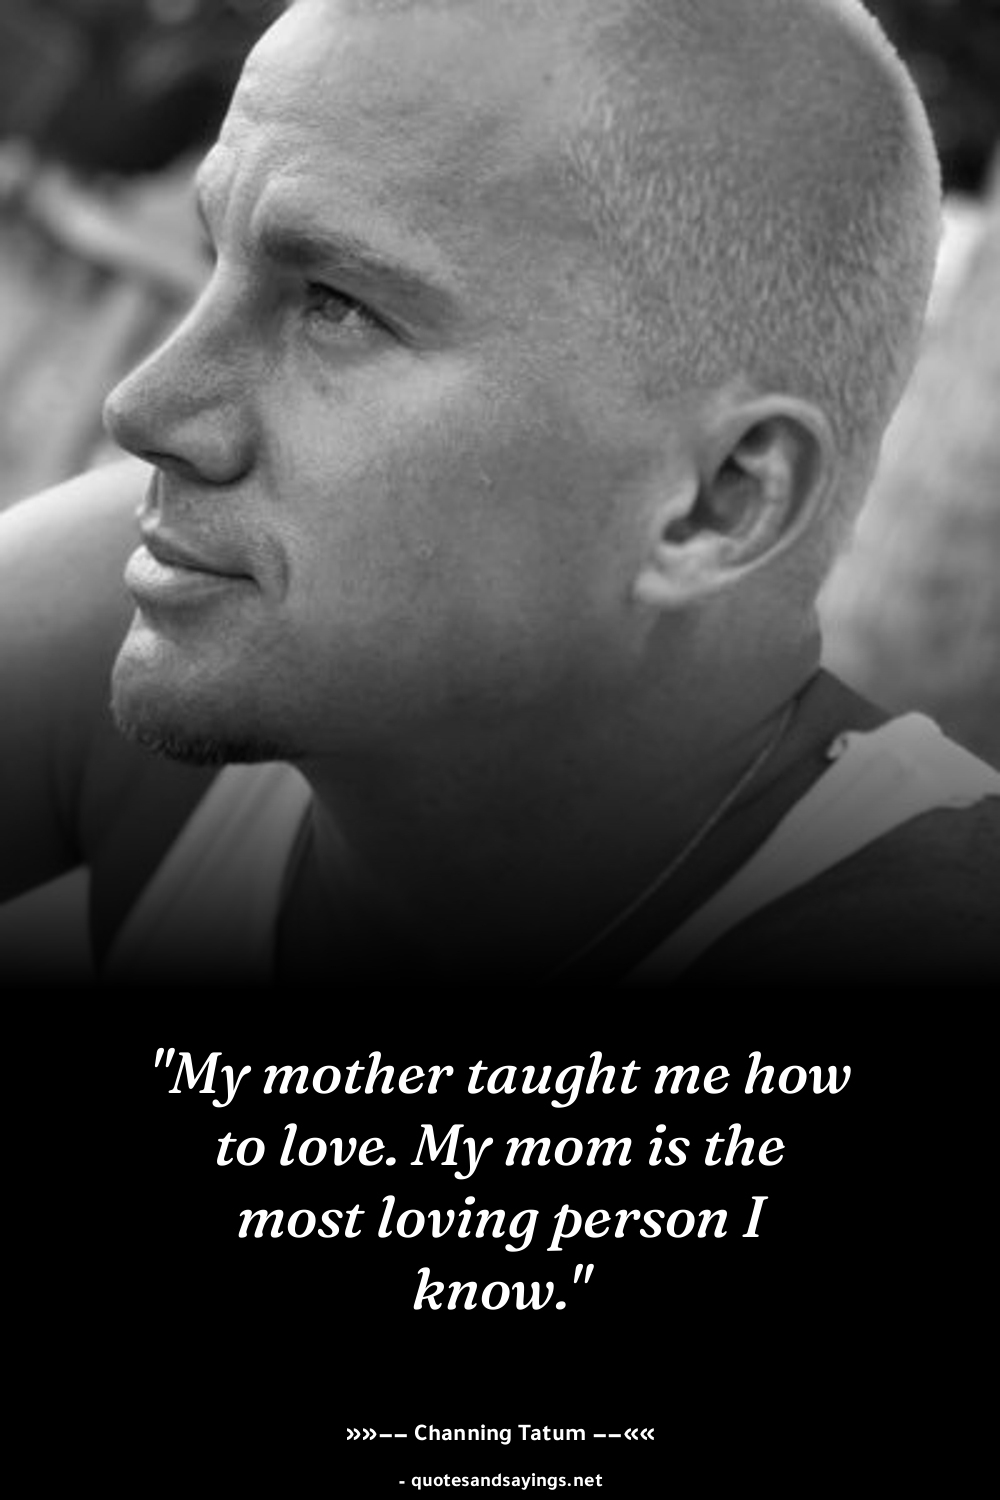 "My mother taught me how
to love. My mom is the
most loving person I
know."
»»–– Channing Tatum ––««
- quotesandsayings.net